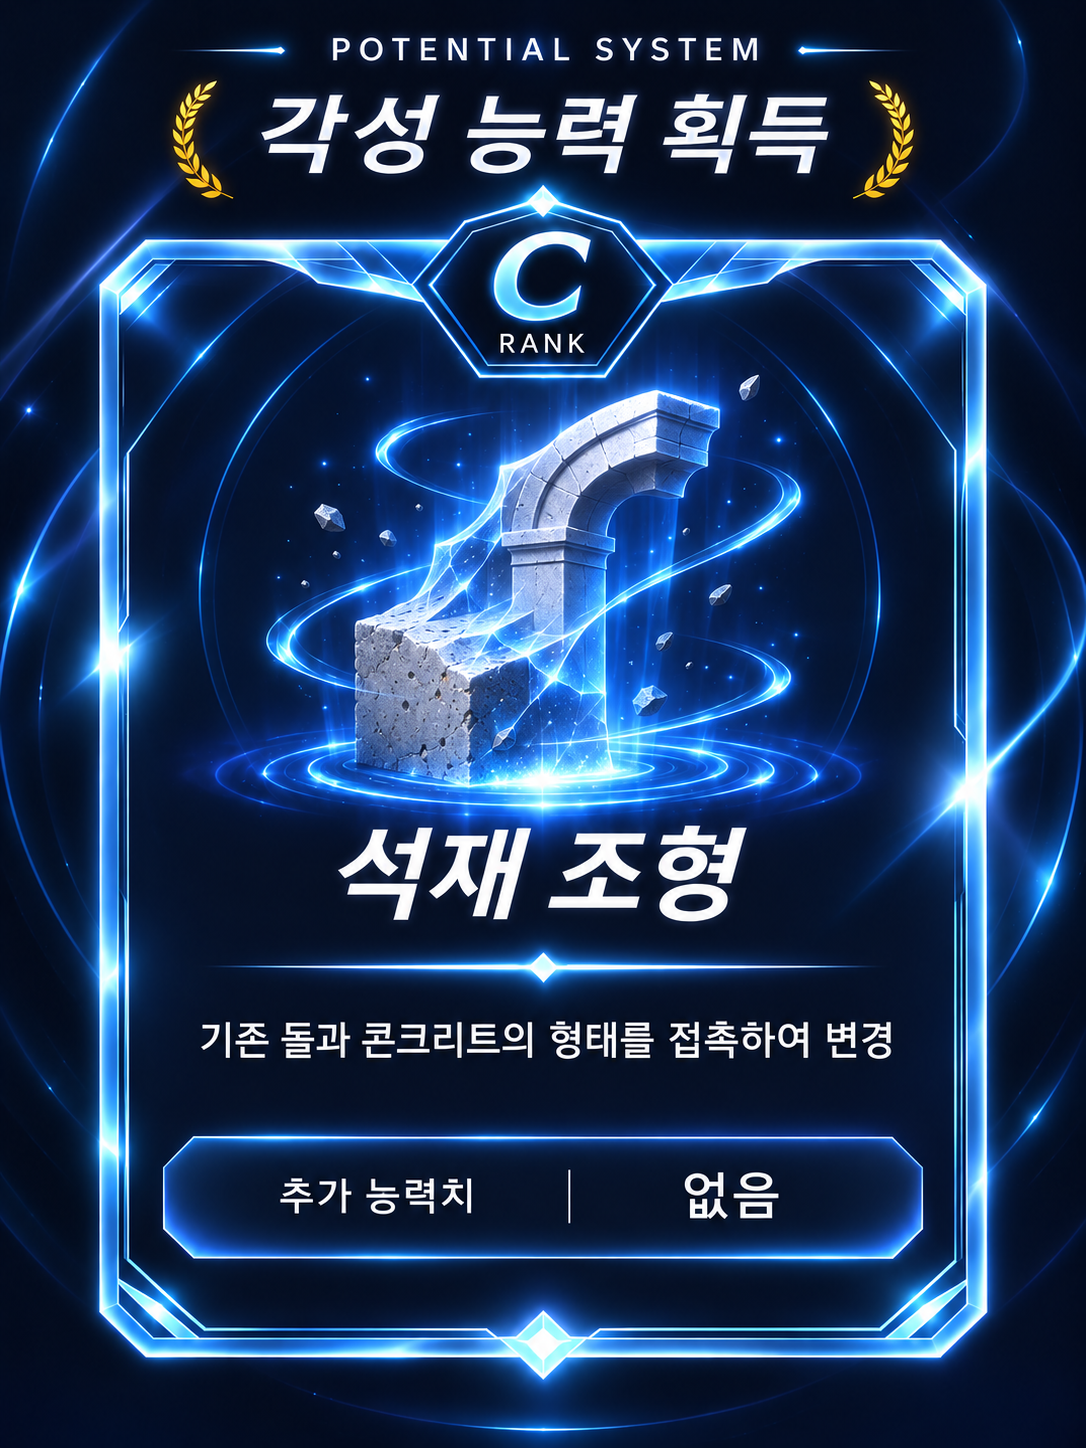 POTENTIAL SYSTEM
각성 능력 획득
C
RANK
석재 조형
기존 돌과 콘크리트의 형태를 접촉하여 변경
추가 능력치 없음